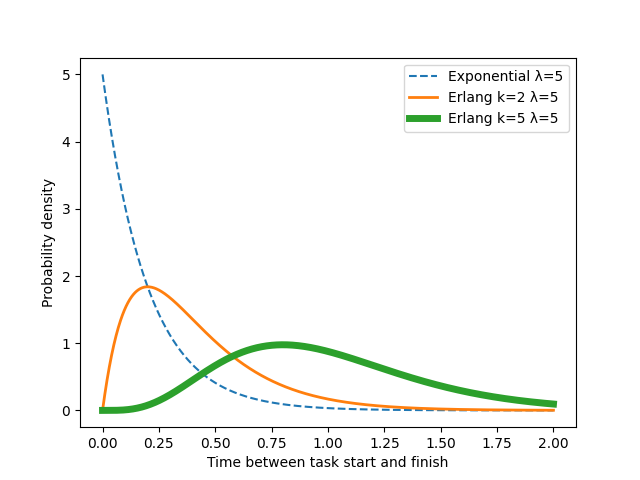 Exponential λ=5
Erlang k=2 λ=5
Erlang k=5 λ=5
Probability density
5
4
3
2
1
0
0.00 0.25 0.50 0.75 1.00 1.25 1.50 1.75 2.00
Time between task start and finish